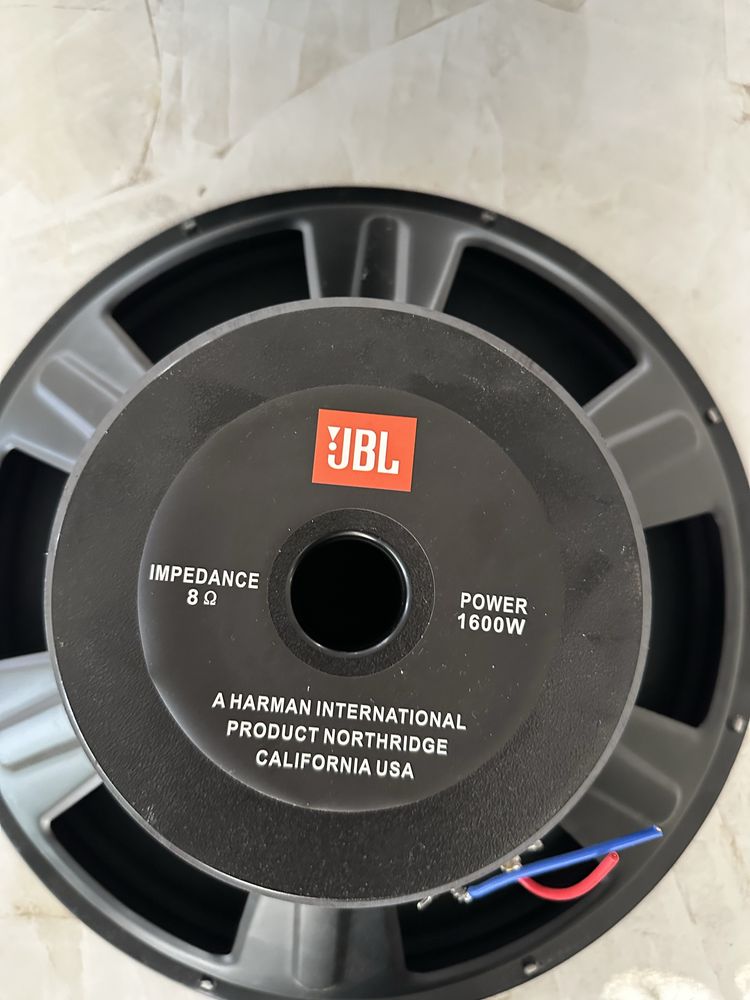 JBL
IMPEDANCE
8 Ω
POWER
1600W
A HARMAN INTERNATIONAL
PRODUCT NORTHRIDGE
CALIFORNIA USA